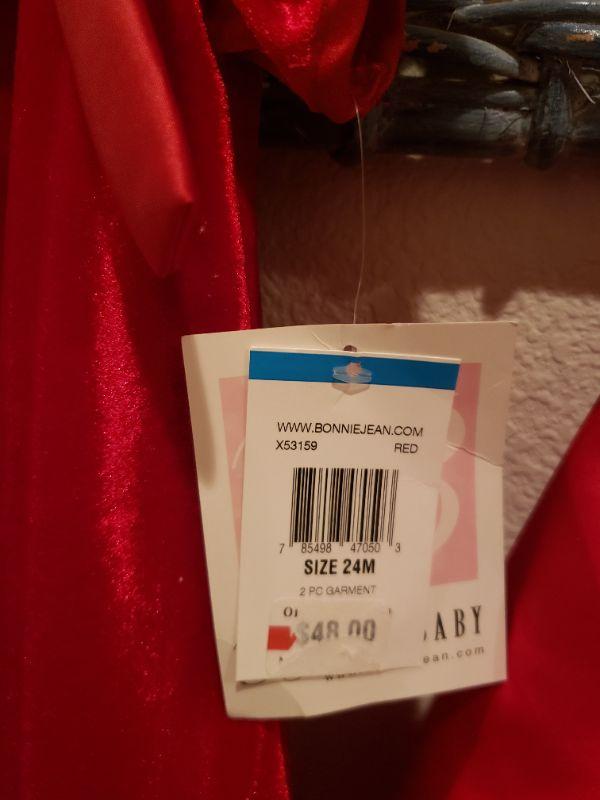 WWW.BONNIEJEAN.COM
X53159 RED
7 85498 47050 3
SIZE 24M
2 PC GARMENT
$48.00
ABY
ean.com